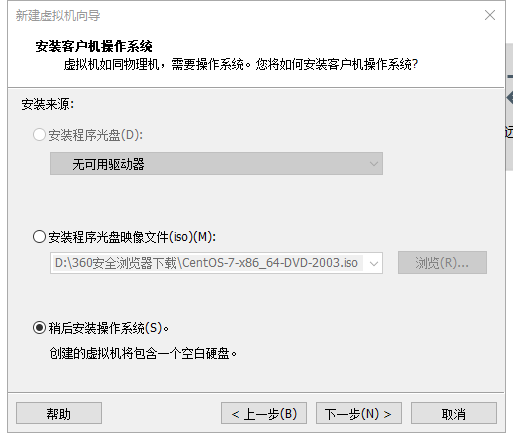 新建虚拟机向导
安装客户机操作系统
虚拟机如同物理机，需要操作系统。您将如何安装客户机操作系统?
安装来源:
安装程序光盘(D):
无可用驱动器
安装程序光盘映像文件(iso)(M):
D:\360安全浏览器下载\CentOS-7-x86_64-DVD-2003.iso
浏览(R)...
稍后安装操作系统(S)。
创建的虚拟机将包含一个空白硬盘。
帮助
< 上一步(B)
下一步(N) >
取消